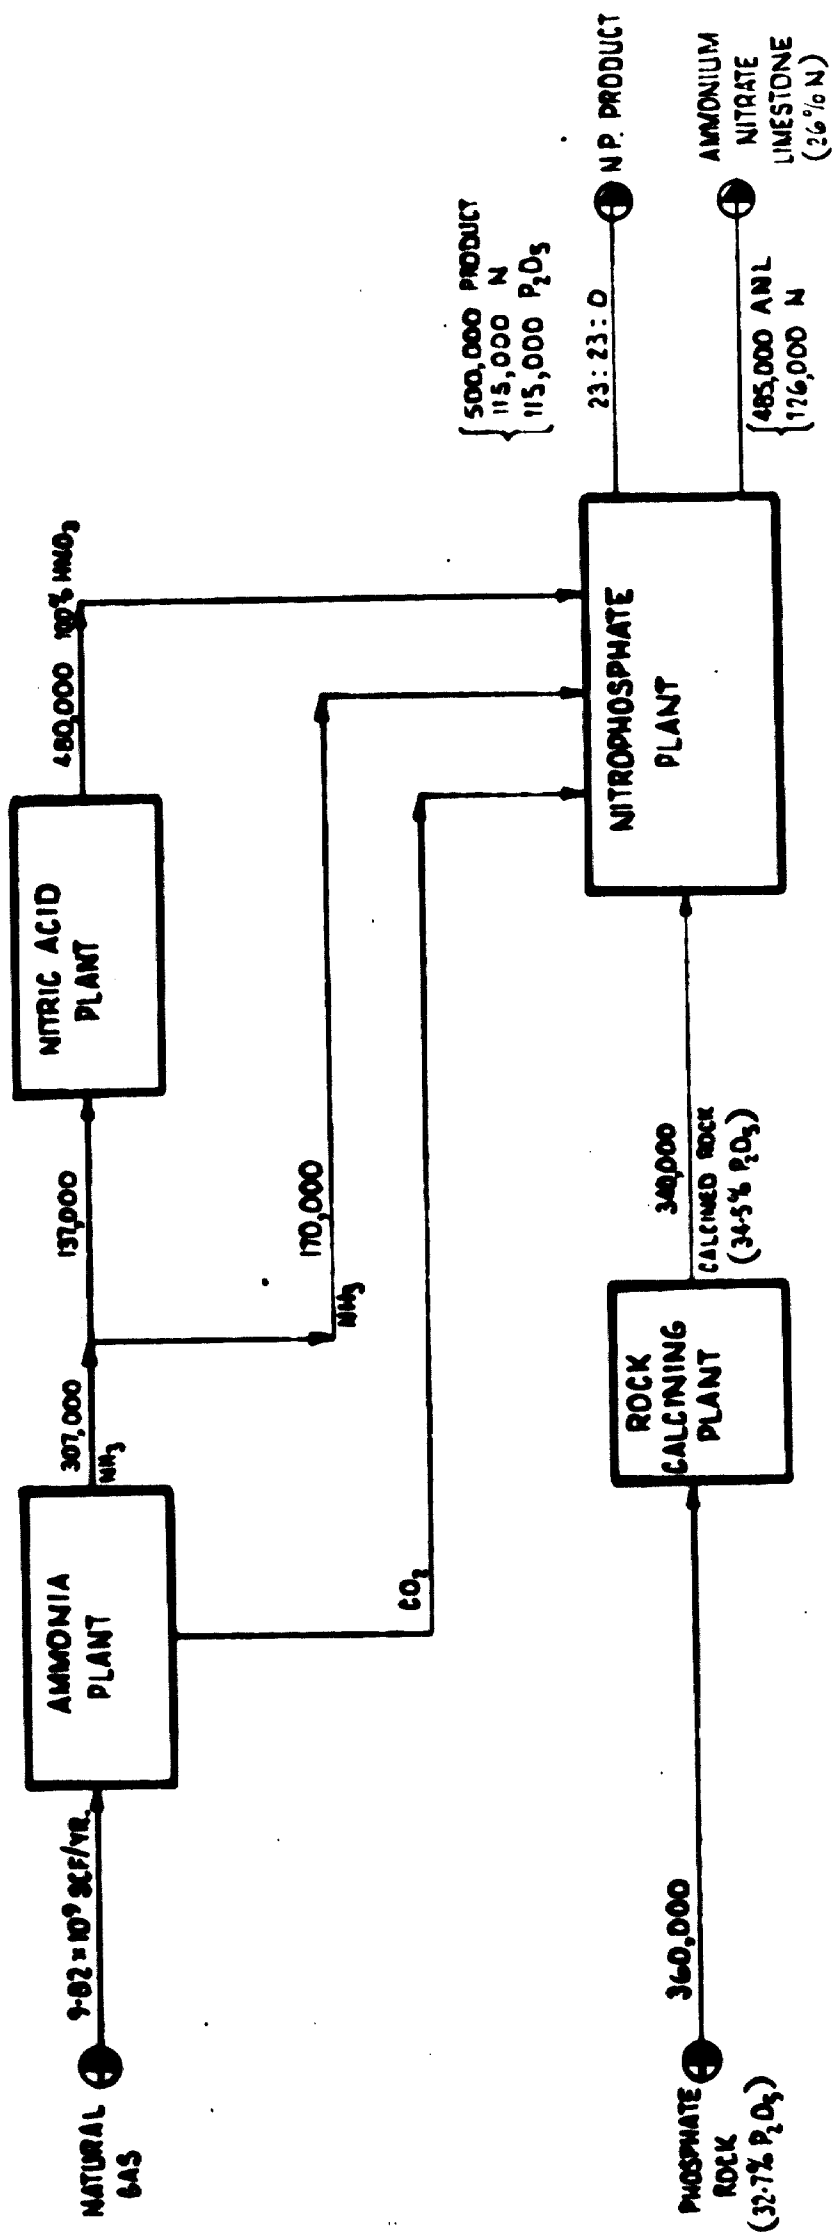 NATURAL
GAS
9·82 × 10⁹ SCF/YR.
AMMONIA
PLANT
307,000
NH₃
137,000
NITRIC ACID
PLANT
480,000 100% HNO₃
170,000
NH₃
CO₂
PHOSPHATE
ROCK
(32·7% P₂O₅)
360,000
ROCK
CALCINING
PLANT
340,000
CALCINED ROCK
(34·5% P₂O₅)
NITROPHOSPHATE
PLANT
500,000 PRODUCT
115,000 N
115,000 P₂O₅
23:23:0
N P. PRODUCT
485,000 ANL
126,000 N
AMMONIUM
NITRATE
LIMESTONE
(26% N)